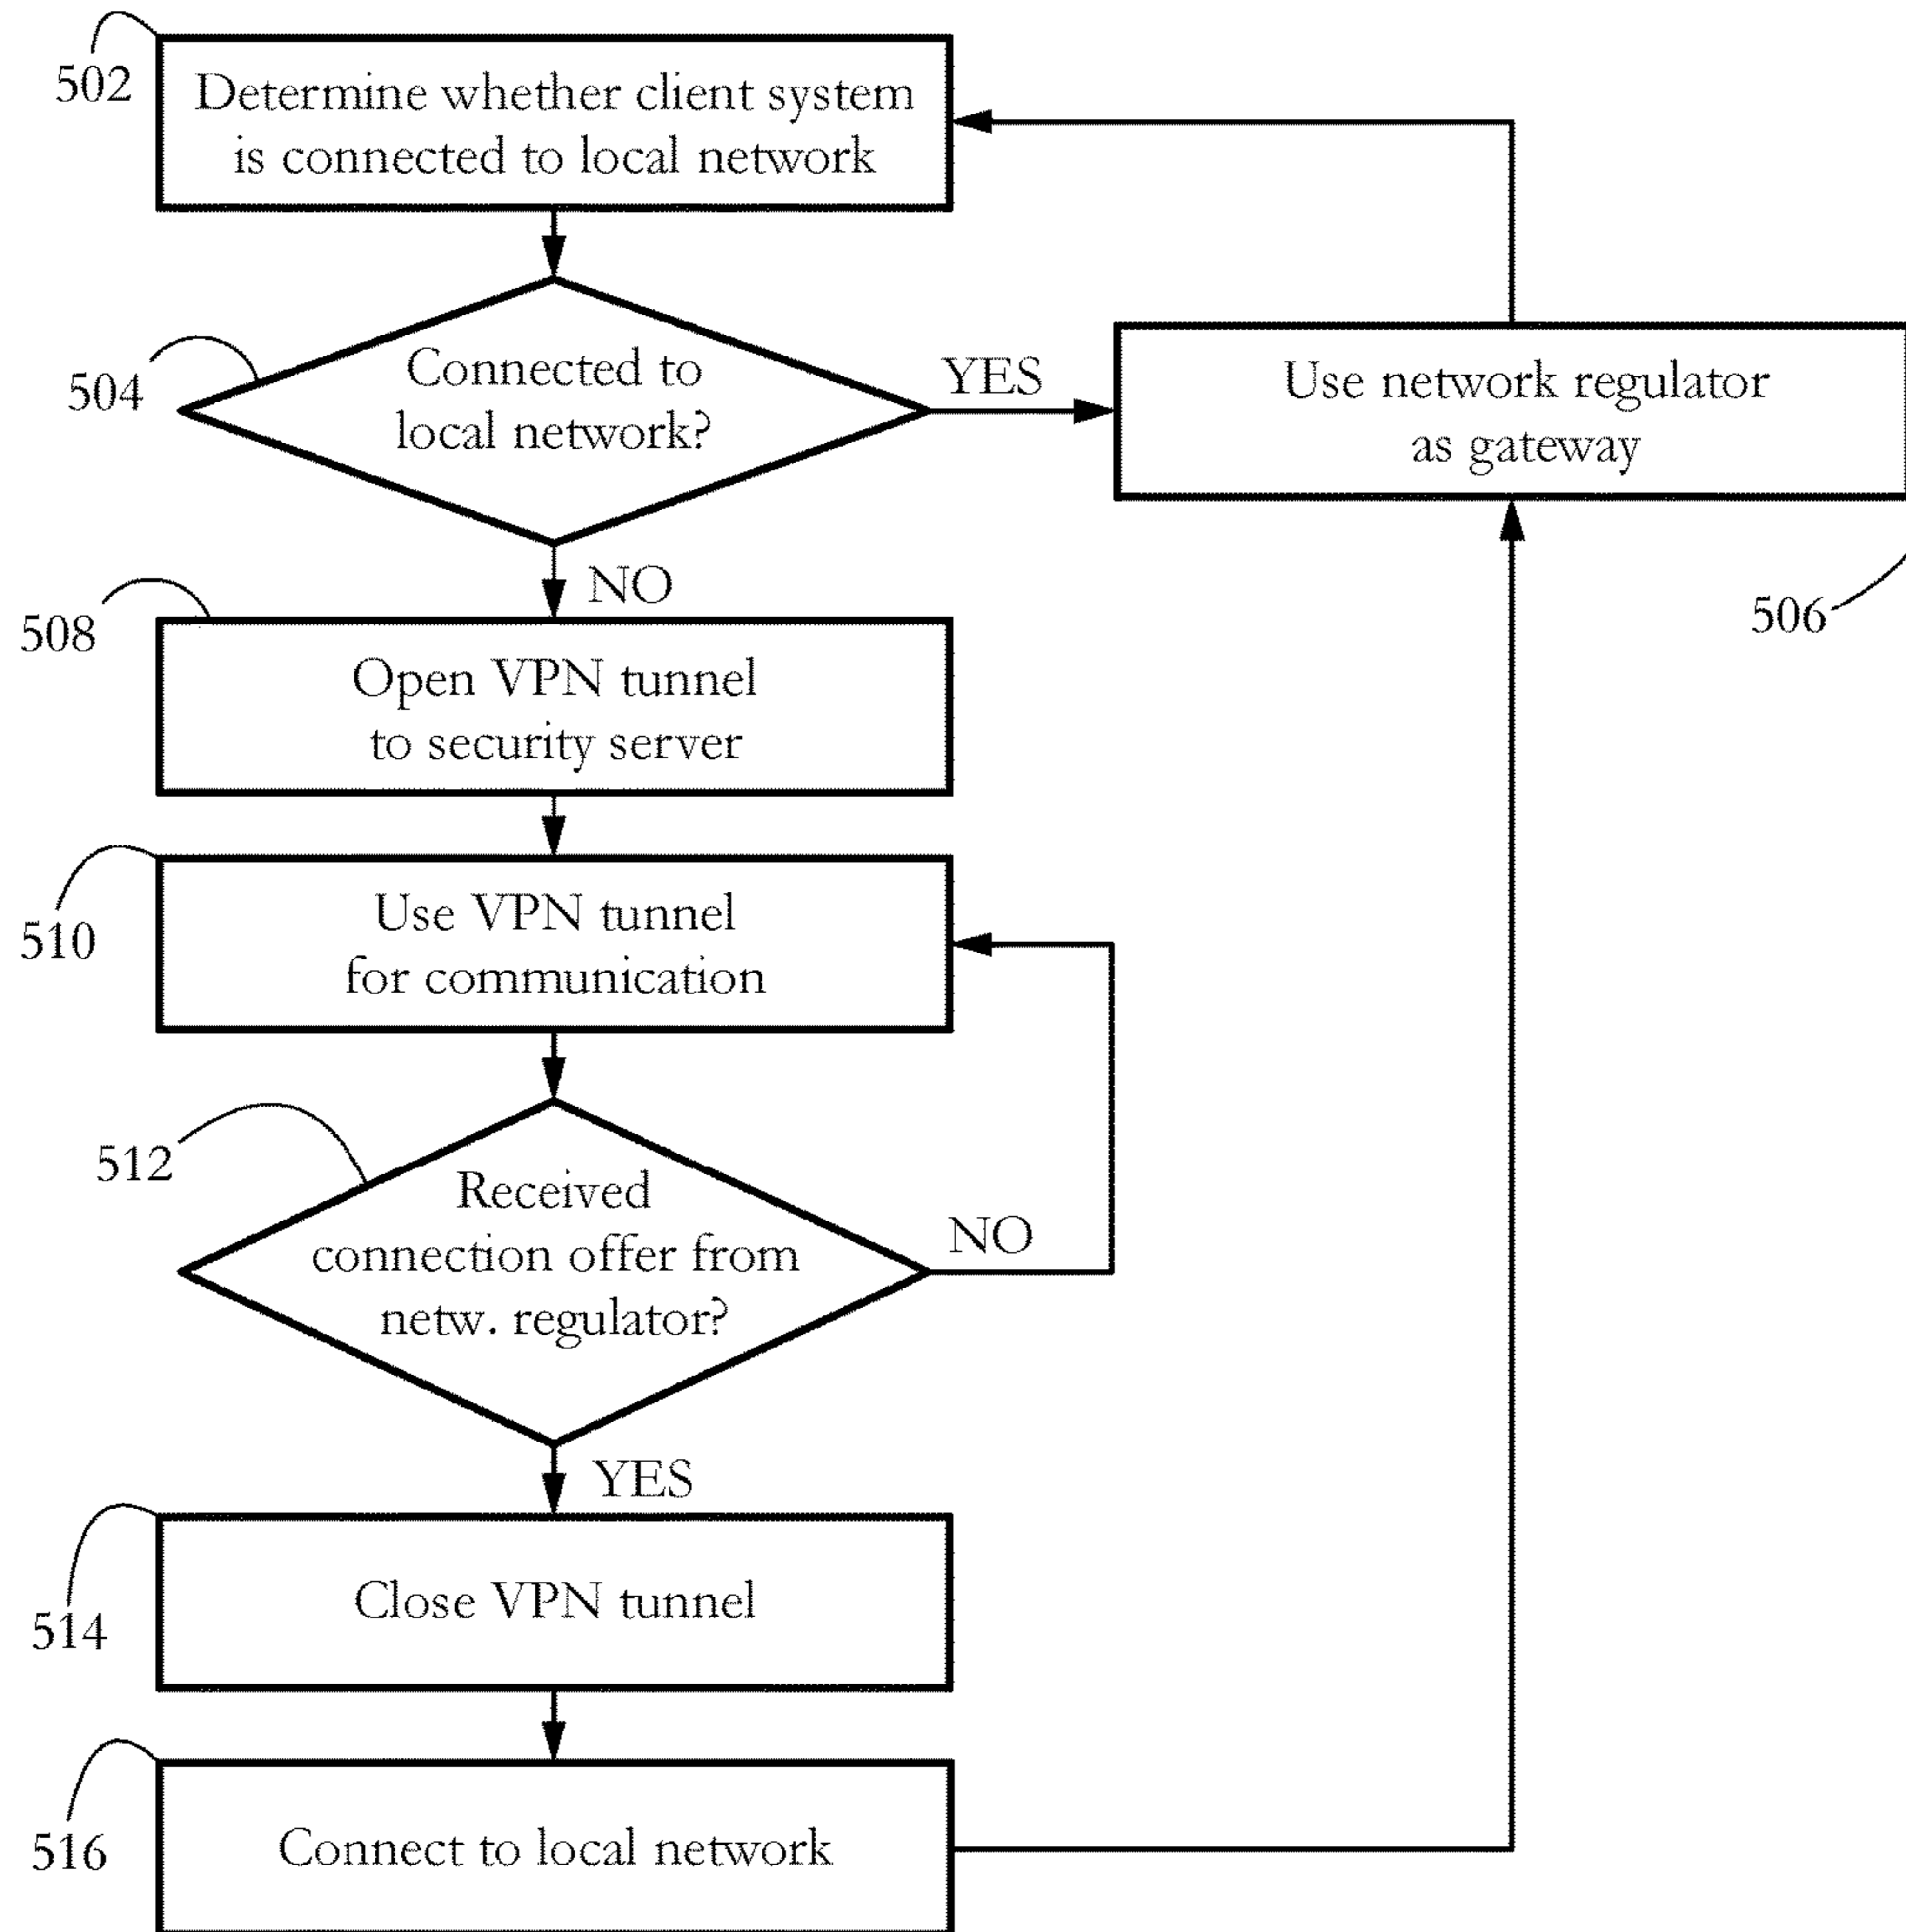 502
Determine whether client system
is connected to local network
504
Connected to
local network?
YES
Use network regulator
as gateway
506
NO
508
Open VPN tunnel
to security server
510
Use VPN tunnel
for communication
512
Received
connection offer from
netw. regulator?
NO
YES
514
Close VPN tunnel
516
Connect to local network